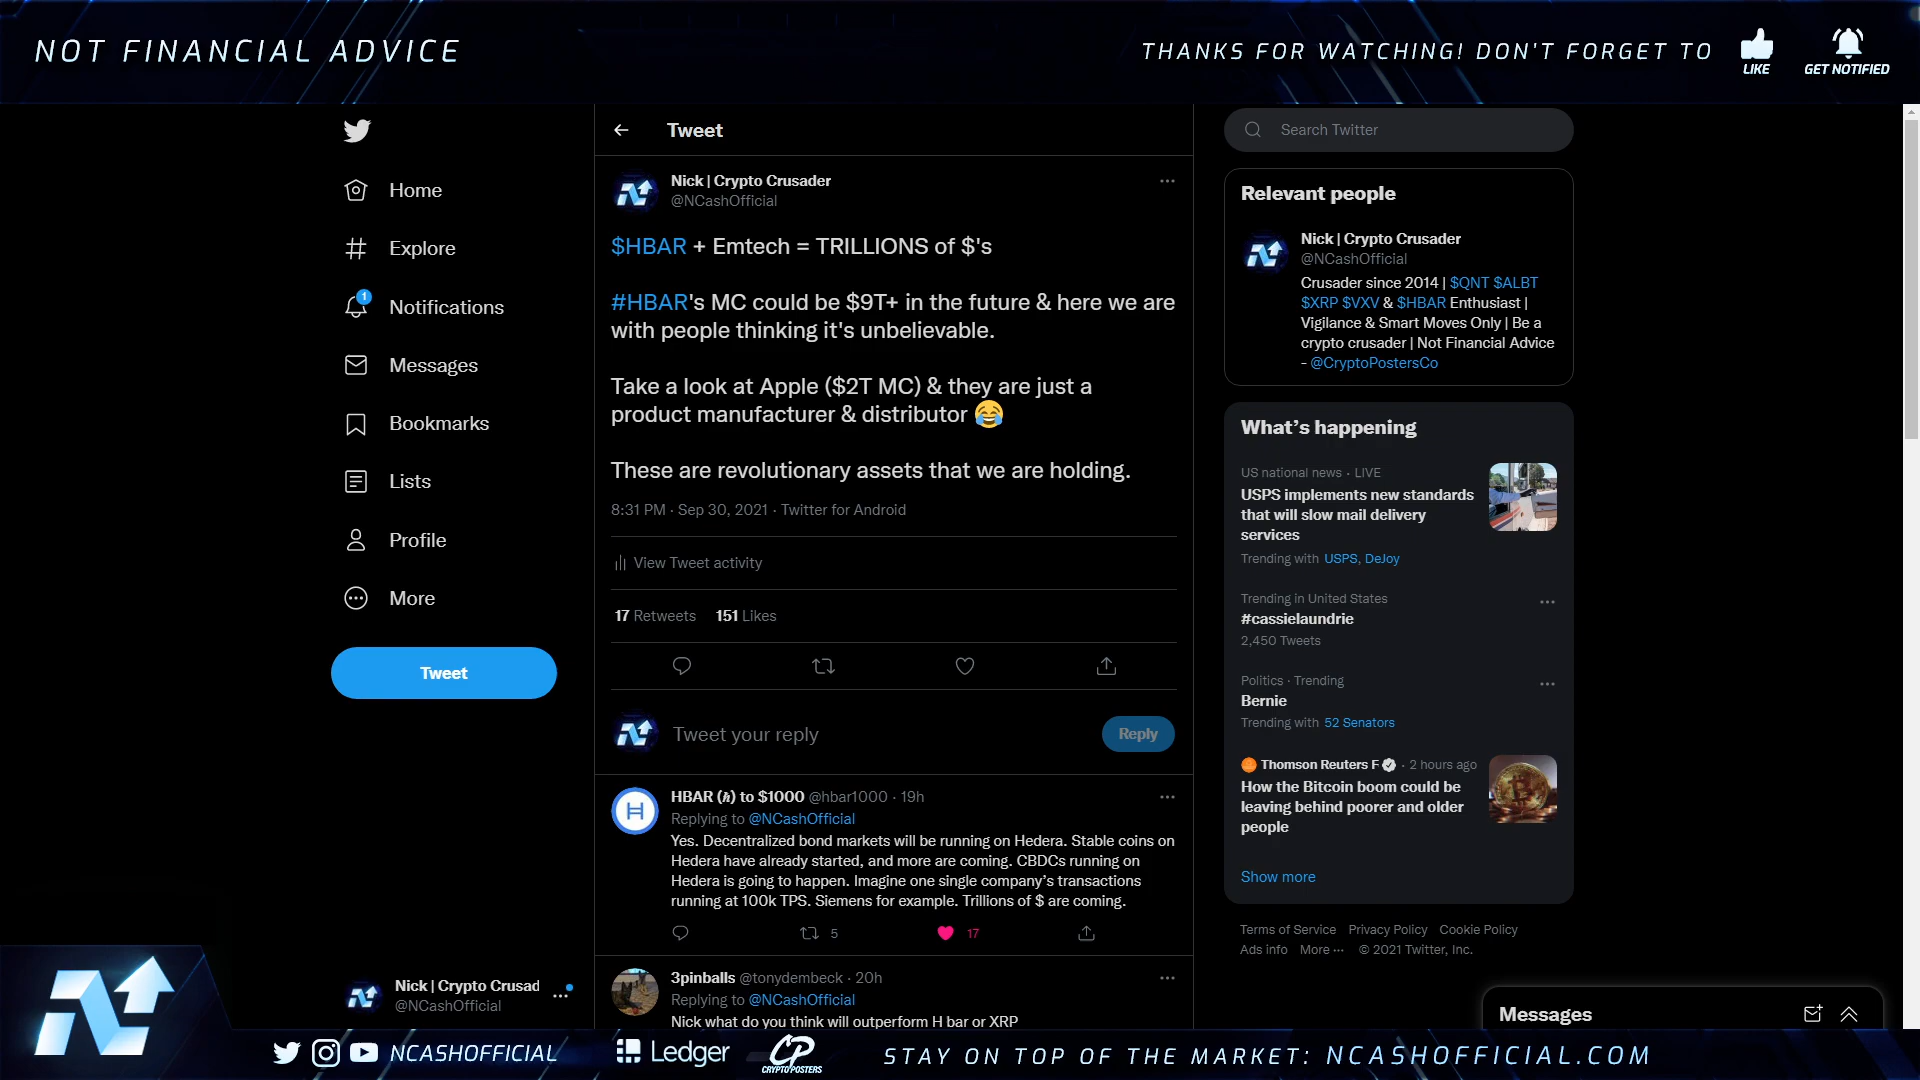 NOT FINANCIAL ADVICE
THANKS FOR WATCHING! DON'T FORGET TO
LIKE
GET NOTIFIED
Home
Explore
1
Notifications
Messages
Bookmarks
Lists
Profile
More
Tweet
Nick | Crypto Crusad
@NCashOfficial
Tweet
Nick | Crypto Crusader
@NCashOfficial
$HBAR + Emtech = TRILLIONS of $'s
#HBAR's MC could be $9T+ in the future & here we are
with people thinking it's unbelievable.
Take a look at Apple ($2T MC) & they are just a
product manufacturer & distributor 😂
These are revolutionary assets that we are holding.
8:31 PM · Sep 30, 2021 · Twitter for Android
View Tweet activity
17 Retweets 151 Likes
Tweet your reply
Reply
HBAR (ℏ) to $1000 @hbar1000 · 19h
Replying to @NCashOfficial
Yes. Decentralized bond markets will be running on Hedera. Stable coins on
Hedera have already started, and more are coming. CBDCs running on
Hedera is going to happen. Imagine one single company’s transactions
running at 100k TPS. Siemens for example. Trillions of $ are coming.
5
17
3pinballs @tonydembeck · 20h
Replying to @NCashOfficial
Nick what do you think will outperform H bar or XRP
Search Twitter
Relevant people
Nick | Crypto Crusader
@NCashOfficial
Crusader since 2014 | $QNT $ALBT
$XRP $VXV & $HBAR Enthusiast |
Vigilance & Smart Moves Only | Be a
crypto crusader | Not Financial Advice
- @CryptoPostersCo
What’s happening
US national news · LIVE
USPS implements new standards
that will slow mail delivery
services
Trending with USPS, DeJoy
Trending in United States
#cassielaundrie
2,450 Tweets
Politics · Trending
Bernie
Trending with 52 Senators
Thomson Reuters F · 2 hours ago
How the Bitcoin boom could be
leaving behind poorer and older
people
Show more
Terms of Service Privacy Policy Cookie Policy
Ads info More ··· © 2021 Twitter, Inc.
Messages
NCASHOFFICIAL
Ledger
CP
CRYPTOPOSTERS
STAY ON TOP OF THE MARKET: NCASHOFFICIAL.COM